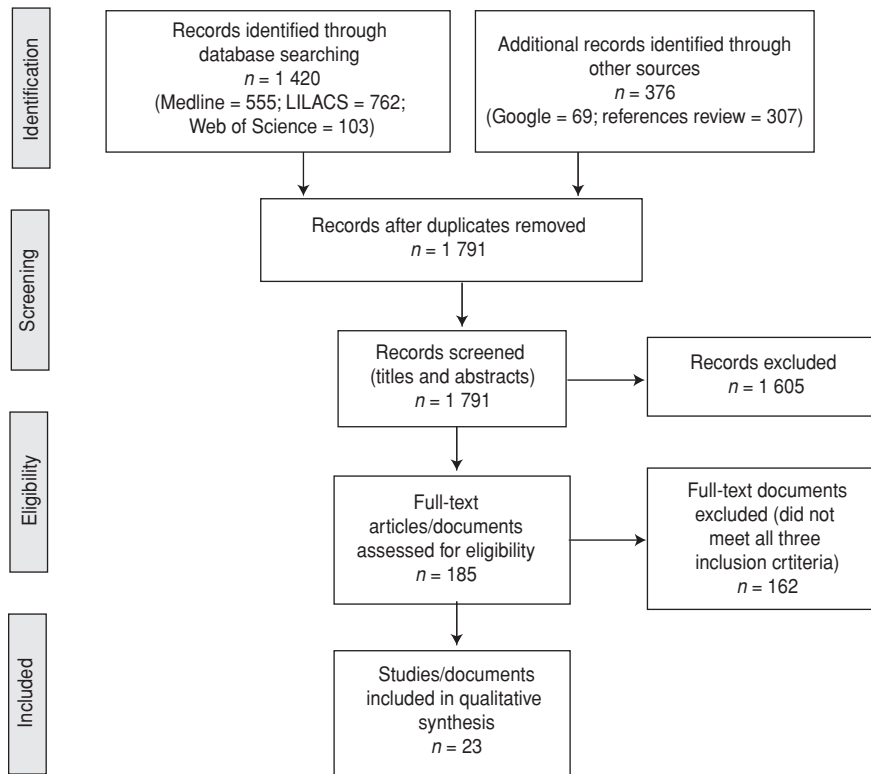 Identification
Records identified through
database searching
n = 1 420
(Medline = 555; LILACS = 762;
Web of Science = 103)
Additional records identified through
other sources
n = 376
(Google = 69; references review = 307)
Screening
Records after duplicates removed
n = 1 791
Records screened
(titles and abstracts)
n = 1 791
Records excluded
n = 1 605
Eligibility
Full-text
articles/documents
assessed for eligibility
n = 185
Full-text documents
excluded (did not
meet all three
inclusion crtiteria)
n = 162
Included
Studies/documents
included in qualitative
synthesis
n = 23